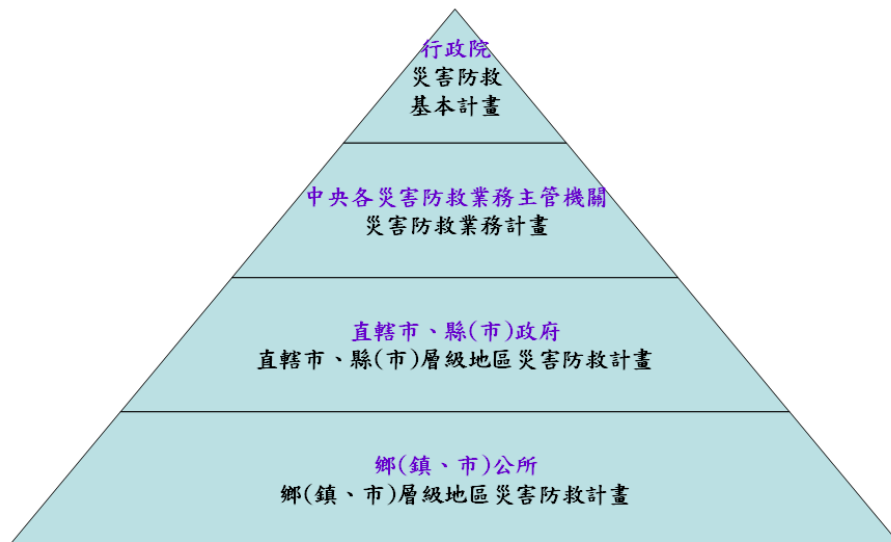 行政院
災害防救
基本計畫
中央各災害防救業務主管機關
災害防救業務計畫
直轄市、縣(市)政府
直轄市、縣(市)層級地區災害防救計畫
鄉(鎮、市)公所
鄉(鎮、市)層級地區災害防救計畫